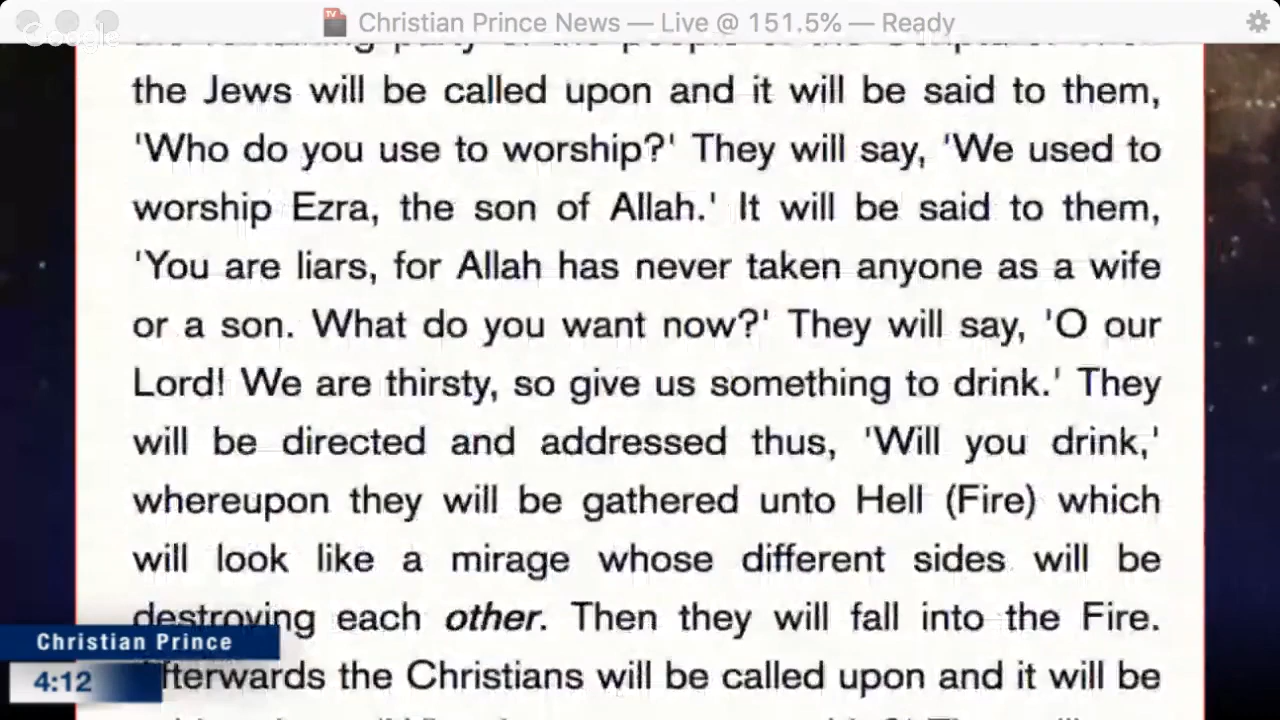 Christian Prince News — Live @ 151.5% — Ready
Google
the Jews will be called upon and it will be said to them,
'Who do you use to worship?' They will say, 'We used to
worship Ezra, the son of Allah.' It will be said to them,
'You are liars, for Allah has never taken anyone as a wife
or a son. What do you want now?' They will say, 'O our
Lord! We are thirsty, so give us something to drink.' They
will be directed and addressed thus, 'Will you drink,'
whereupon they will be gathered unto Hell (Fire) which
will look like a mirage whose different sides will be
destroying each other. Then they will fall into the Fire.
Afterwards the Christians will be called upon and it will be
Christian Prince
4:12